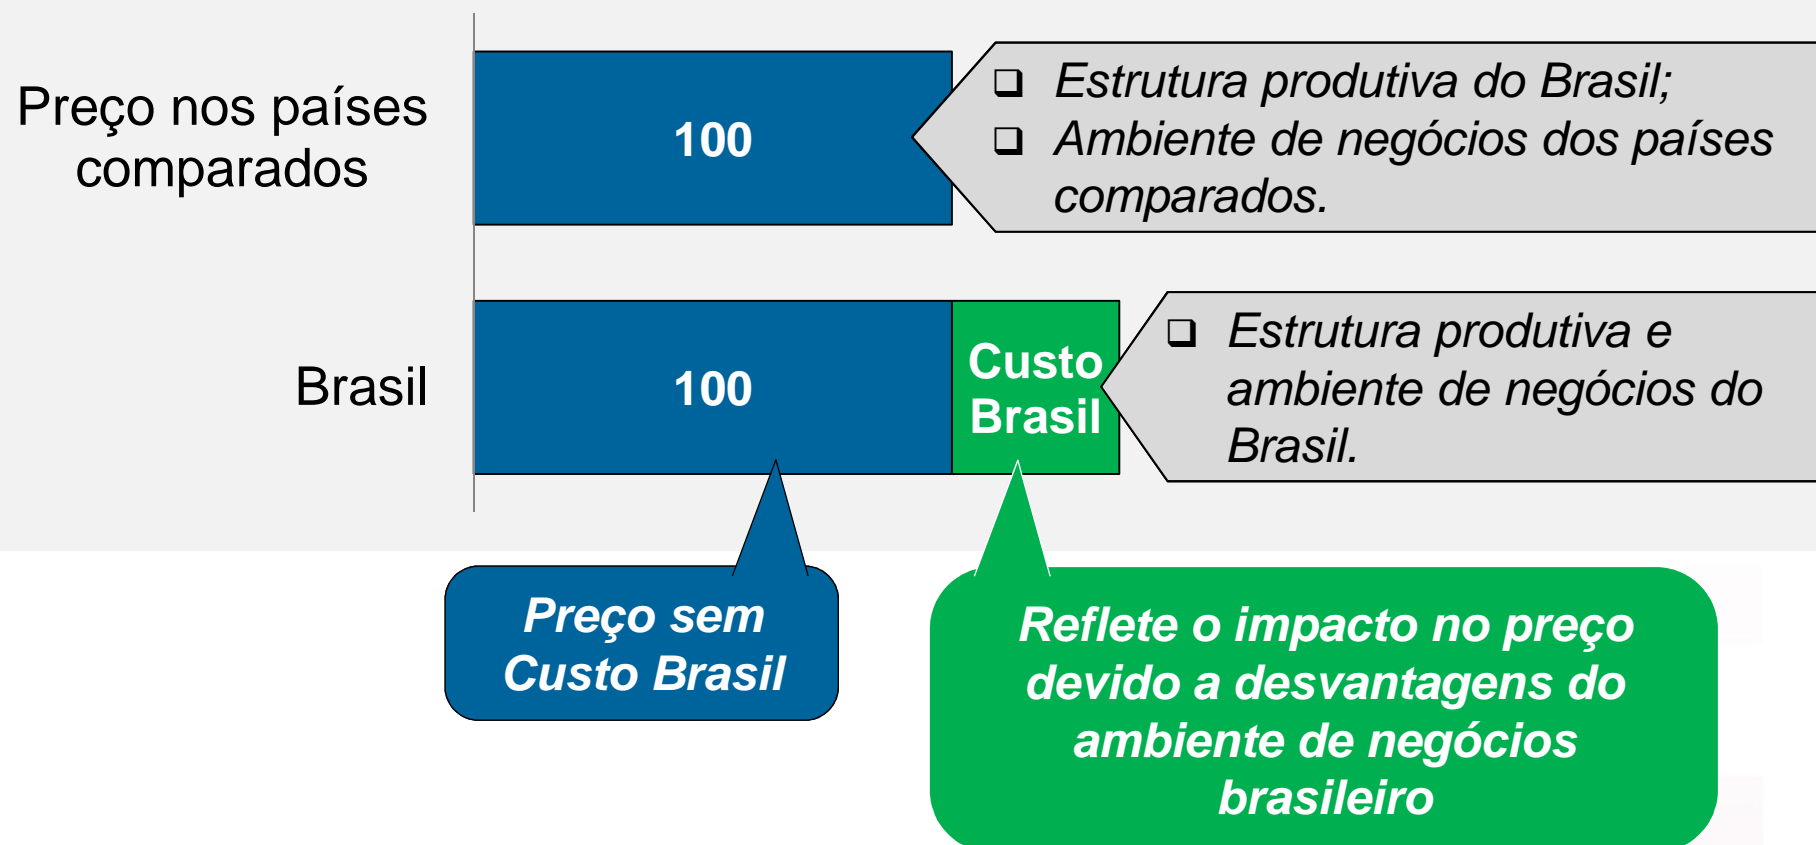 Preço nos países
comparados
100
❑ Estrutura produtiva do Brasil;
❑ Ambiente de negócios dos países
comparados.
Brasil
100
Custo
Brasil
❑ Estrutura produtiva e
ambiente de negócios do
Brasil.
Preço sem
Custo Brasil
Reflete o impacto no preço
devido a desvantagens do
ambiente de negócios
brasileiro